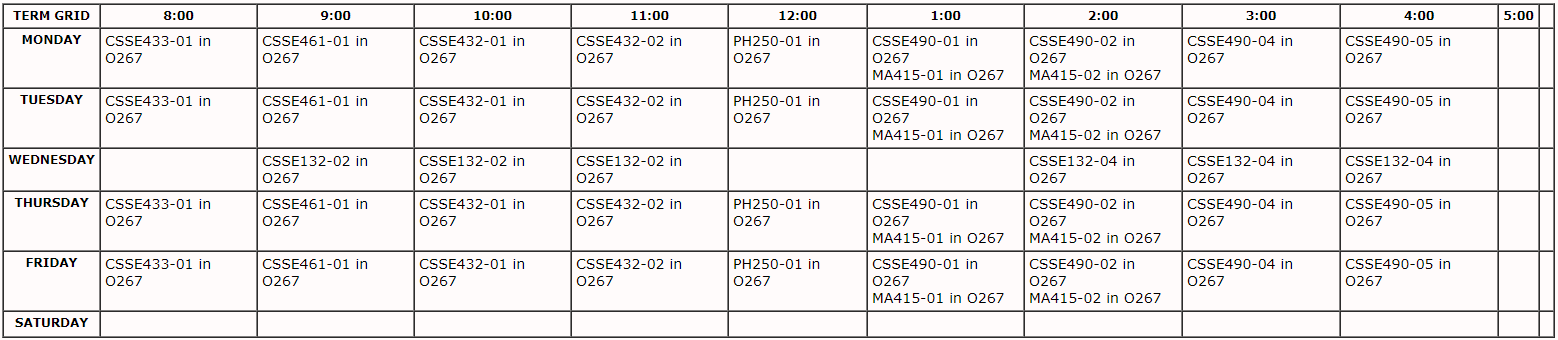 TERM GRID 8:00 9:00 10:00 11:00 12:00 1:00 2:00 3:00 4:00 5:00
MONDAY CSSE433-01 in CSSE461-01 in CSSE432-01 in CSSE432-02 in PH250-01 in CSSE490-01 in CSSE490-02 in CSSE490-04 in CSSE490-05 in
O267 O267 O267 O267 O267 O267 O267 O267 O267
MA415-01 in O267 MA415-02 in O267
TUESDAY CSSE433-01 in CSSE461-01 in CSSE432-01 in CSSE432-02 in PH250-01 in CSSE490-01 in CSSE490-02 in CSSE490-04 in CSSE490-05 in
O267 O267 O267 O267 O267 O267 O267 O267 O267
MA415-01 in O267 MA415-02 in O267
WEDNESDAY CSSE132-02 in CSSE132-02 in CSSE132-02 in CSSE132-04 in CSSE132-04 in CSSE132-04 in
O267 O267 O267 O267 O267 O267
THURSDAY CSSE433-01 in CSSE461-01 in CSSE432-01 in CSSE432-02 in PH250-01 in CSSE490-01 in CSSE490-02 in CSSE490-04 in CSSE490-05 in
O267 O267 O267 O267 O267 O267 O267 O267 O267
MA415-01 in O267 MA415-02 in O267
FRIDAY CSSE433-01 in CSSE461-01 in CSSE432-01 in CSSE432-02 in PH250-01 in CSSE490-01 in CSSE490-02 in CSSE490-04 in CSSE490-05 in
O267 O267 O267 O267 O267 O267 O267 O267 O267
MA415-01 in O267 MA415-02 in O267
SATURDAY